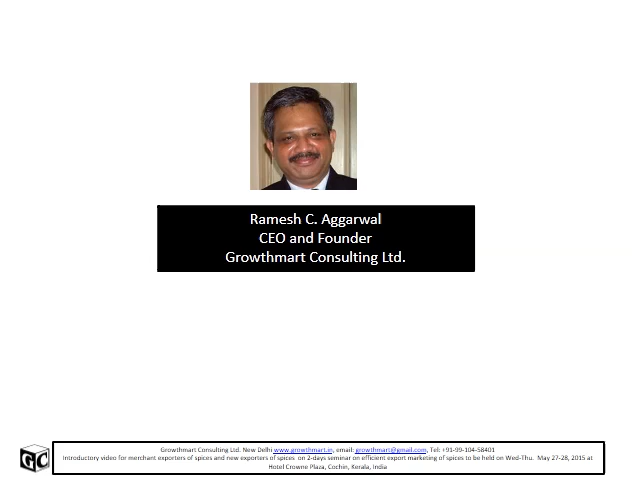 Ramesh C. Aggarwal
CEO and Founder
Growthmart Consulting Ltd.
GC
Growthmart Consulting Ltd. New Delhi www.growthmart.in, email: growthmart@gmail.com, Tel: +91-99-104-58401
Introductory video for merchant exporters of spices and new exporters of spices on 2-days seminar on efficient export marketing of spices to be held on Wed-Thu. May 27-28, 2015 at
Hotel Crowne Plaza, Cochin, Kerala, India